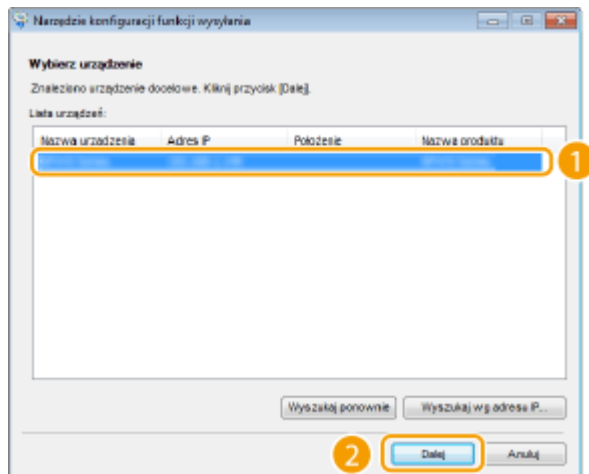 Narzędzie konfiguracji funkcji wysyłania
Wybierz urządzenie
Znaleziono urządzenie docelowe. Kliknij przycisk [Dalej].
Lista urządzeń:
Nazwa urządzenia Adres IP Położenie Nazwa produktu
1
Wyszukaj ponownie Wyszukaj wg adresu IP...
2 Dalej Anuluj